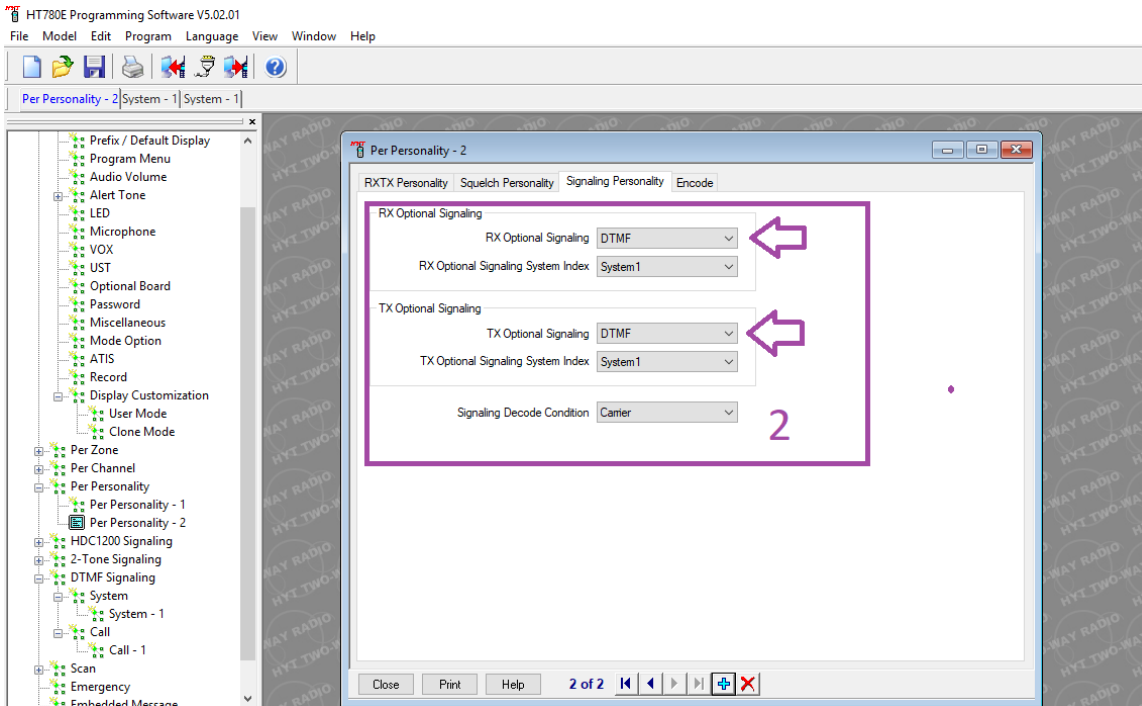 HT780E Programming Software V5.02.01
File Model Edit Program Language View Window Help
Per Personality - 2 System - 1 System - 1
Prefix / Default Display
Program Menu
Audio Volume
Alert Tone
LED
Microphone
VOX
UST
Optional Board
Password
Miscellaneous
Mode Option
ATIS
Record
Display Customization
User Mode
Clone Mode
Per Zone
Per Channel
Per Personality
Per Personality - 1
Per Personality - 2
HDC1200 Signaling
2-Tone Signaling
DTMF Signaling
System
System - 1
Call
Call - 1
Scan
Emergency
Embedded Message
Per Personality - 2
RXTX Personality Squelch Personality Signaling Personality Encode
RX Optional Signaling
RX Optional Signaling DTMF
RX Optional Signaling System Index System1
TX Optional Signaling
TX Optional Signaling DTMF
TX Optional Signaling System Index System1
Signaling Decode Condition Carrier
2
Close Print Help 2 of 2
HYT TWO-WAY RADIO